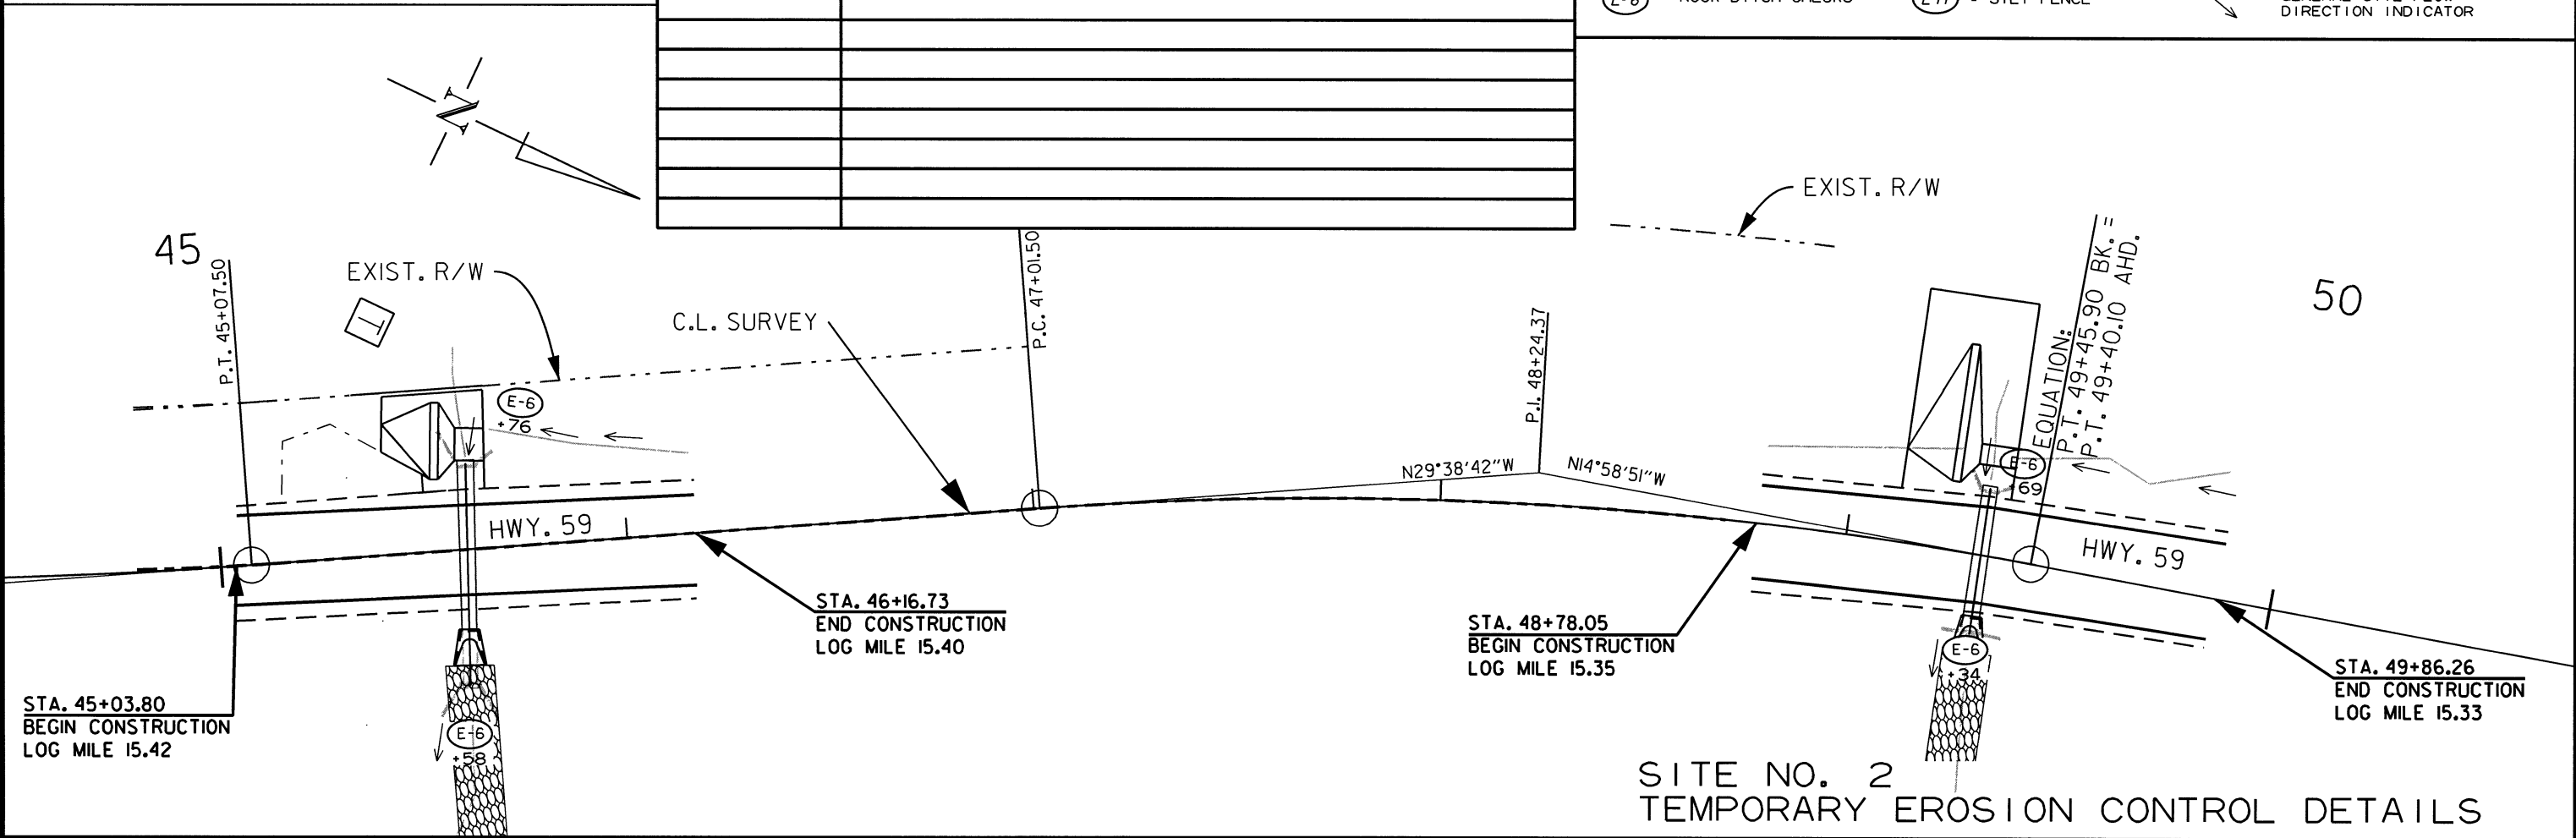 DIRECTION INDICATOR
EXIST. R/W
45
P.T. 45+07.50
EXIST. R/W
C.L. SURVEY
P.C. 47+01.50
P.I. 48+24.37
EQUATION:
P.T. 49+45.90 BK. =
P.T. 49+40.10 AHD.
50
E-6
+76
N29°38'42"W
N14°58'51"W
E-6
69
HWY. 59
HWY. 59
STA. 46+16.73
END CONSTRUCTION
LOG MILE 15.40
STA. 48+78.05
BEGIN CONSTRUCTION
LOG MILE 15.35
E-6
+34
STA. 49+86.26
END CONSTRUCTION
LOG MILE 15.33
STA. 45+03.80
BEGIN CONSTRUCTION
LOG MILE 15.42
E-6
+58
SITE NO. 2
TEMPORARY EROSION CONTROL DETAILS